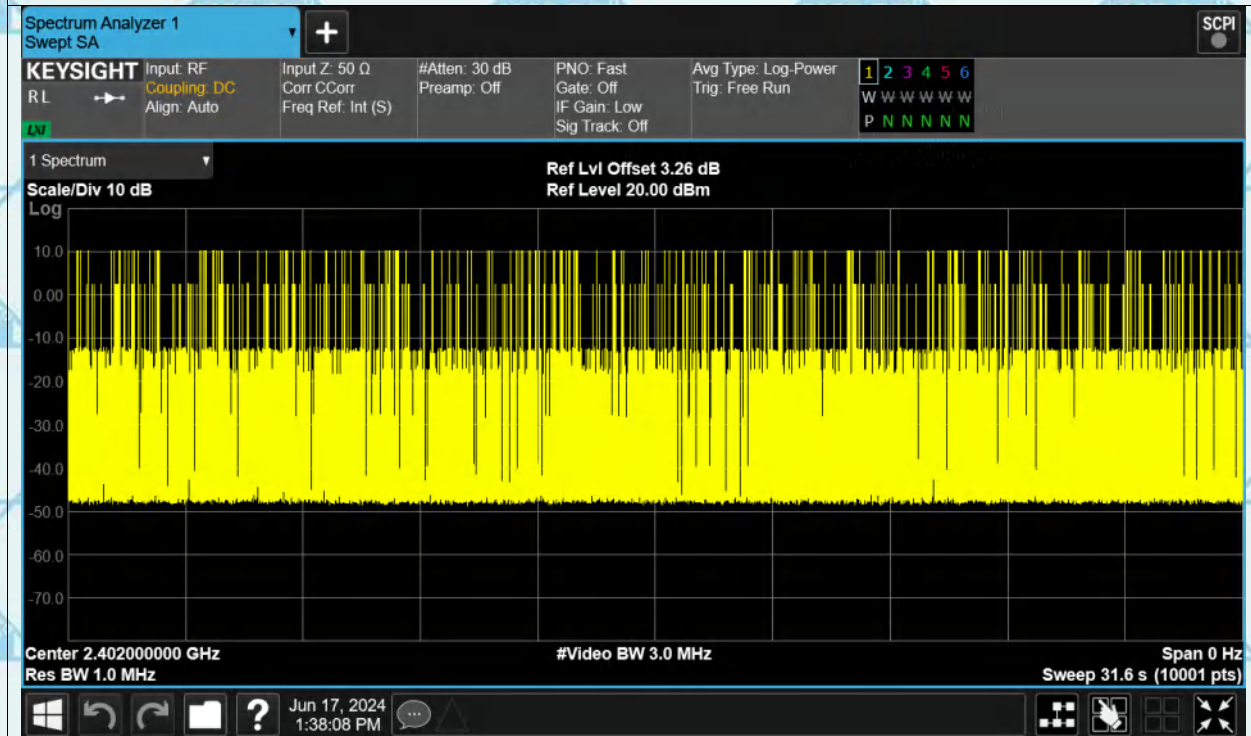 Spectrum Analyzer 1
Swept SA
+
SCPI
KEYSIGHT
RL
LXI
Input: RF
Coupling: DC
Align: Auto
Input Z: 50 Ω
Corr CCorr
Freq Ref: Int (S)
#Atten: 30 dB
Preamp: Off
PNO: Fast
Gate: Off
IF Gain: Low
Sig Track: Off
Avg Type: Log-Power
Trig: Free Run
1 2 3 4 5 6
W W W W W W
P N N N N N
1 Spectrum
Scale/Div 10 dB
Ref Lvl Offset 3.26 dB
Ref Level 20.00 dBm
Log
10.0
0.00
-10.0
-20.0
-30.0
-40.0
-50.0
-60.0
-70.0
Center 2.402000000 GHz
#Video BW 3.0 MHz
Span 0 Hz
Res BW 1.0 MHz
Sweep 31.6 s (10001 pts)
?
Jun 17, 2024
1:38:08 PM